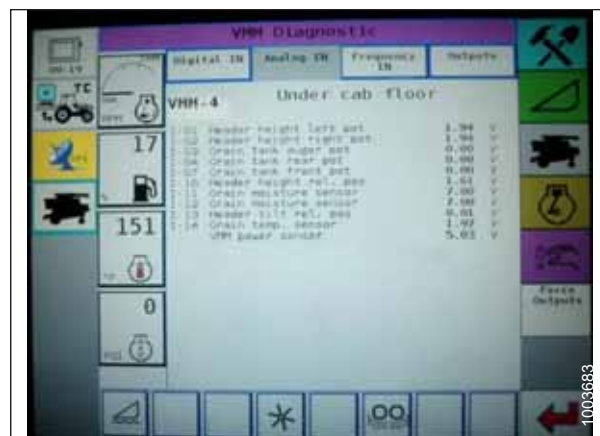 VMM Diagnostic
Digital IN
Analog IN
Frequency IN
Outputs
VMM-4
Under cab floor
Header height left pot 1.94 V
Header height right pot 1.94 V
Grain tank auger pot 0.00 V
Grain tank rear pot 0.00 V
Grain tank front pot 0.00 V
Header height rel. pos 1.61 V
Grain moisture sensor 7.00 V
Grain moisture sensor 7.00 V
Header tilt rel. pos 0.01 V
Grain temp. sensor
VMM power sensor 5.03 V
TC
17
151
0
Force
Outputs
1003683